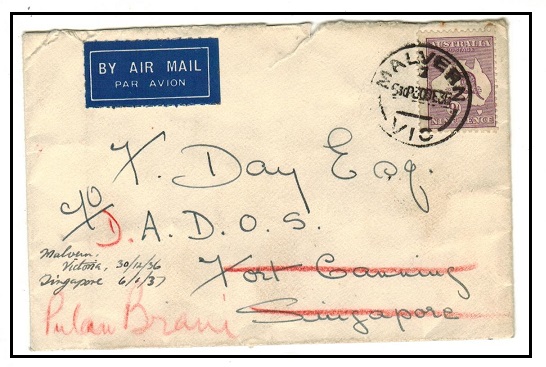 BY AIR MAIL
PAR AVION
AUSTRALIA
POSTAGE
NINE PENCE
MALVERN
VIC
Day Esq.
C/o D.A.D.O.S.
Fort Canning
Singapore
Malvern.
Victoria, 30/12/36
Singapore 6/1/37
Pulau Brani